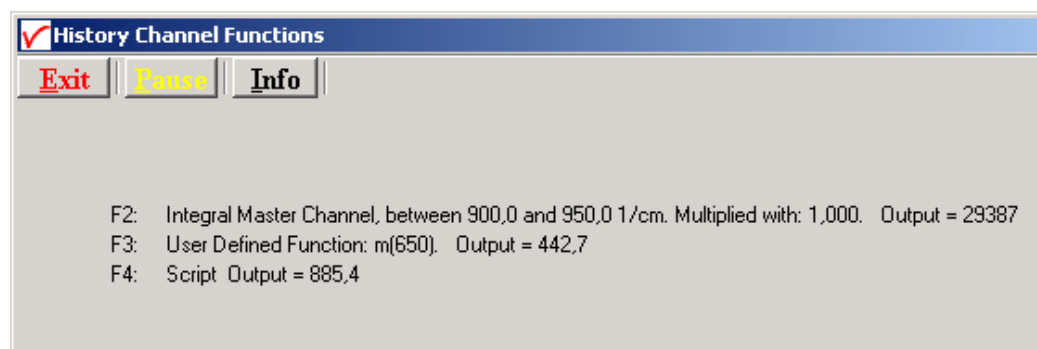 History Channel Functions
Exit Pause Info
F2: Integral Master Channel, between 900,0 and 950,0 1/cm. Multiplied with: 1,000. Output = 29387
F3: User Defined Function: m(650). Output = 442,7
F4: Script Output = 885,4